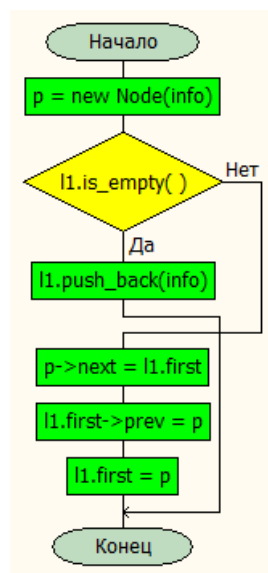 Начало
p = new Node(info)
l1.is_empty( )
Нет
Да
l1.push_back(info)
p->next = l1.first
l1.first->prev = p
l1.first = p
Конец